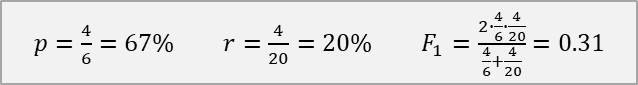 p = 4/6 = 67% r = 4/20 = 20% F₁ = (2·4/6·4/20)/(4/6+4/20) = 0.31